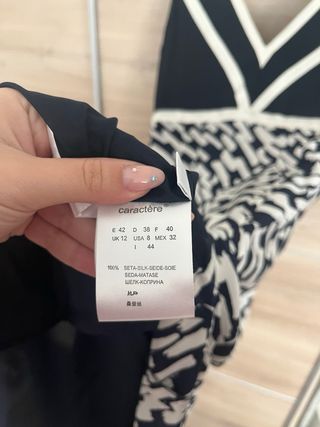 caractère
E 42 D 38 F 40
UK 12 USA 8 MEX 32
I 44
100% SETA-SILK-SEIDE-SOIE
SEDA-MATASE
ШЕЛК-КОПРИНА